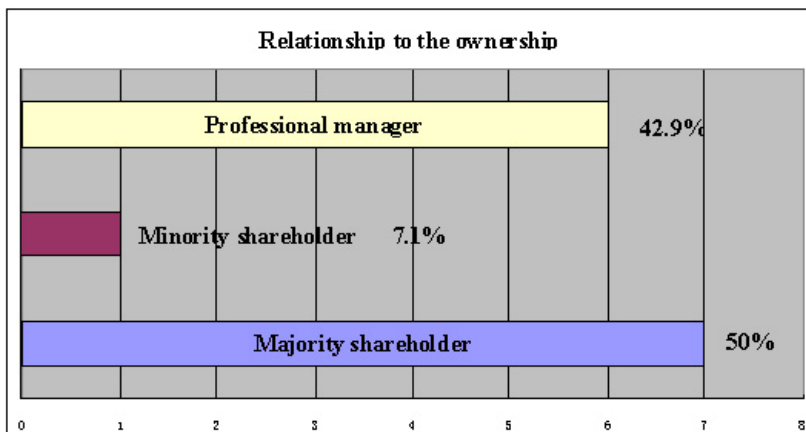 Relationship to the ownership
Professional manager 42.9%
Minority shareholder 7.1%
Majority shareholder 50%
0 1 2 3 4 5 6 7 8